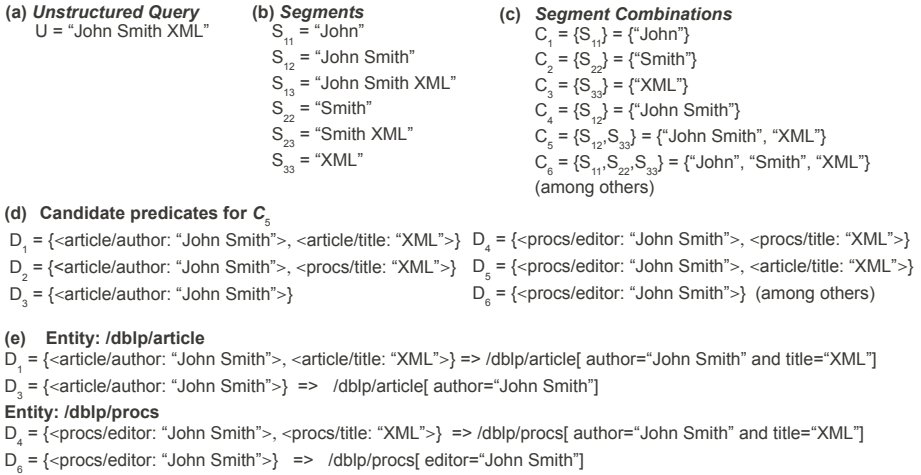 (a) Unstructured Query
U = “John Smith XML”
(b) Segments
S11 = “John”
S12 = “John Smith”
S13 = “John Smith XML”
S22 = “Smith”
S23 = “Smith XML”
S33 = “XML”
(c) Segment Combinations
C1 = {S11} = {“John”}
C2 = {S22} = {“Smith”}
C3 = {S33} = {“XML”}
C4 = {S12} = {“John Smith”}
C5 = {S12,S33} = {“John Smith”, “XML”}
C6 = {S11,S22,S33} = {“John”, “Smith”, “XML”}
(among others)
(d) Candidate predicates for C5
D1 = {<article/author: “John Smith”>, <article/title: “XML”>}
D2 = {<article/author: “John Smith”>, <procs/title: “XML”>}
D3 = {<article/author: “John Smith”>}
D4 = {<procs/editor: “John Smith”>, <procs/title: “XML”>}
D5 = {<procs/editor: “John Smith”>, <article/title: “XML”>}
D6 = {<procs/editor: “John Smith”>} (among others)
(e) Entity: /dblp/article
D1 = {<article/author: “John Smith”>, <article/title: “XML”>} => /dblp/article[ author=“John Smith” and title=“XML”]
D3 = {<article/author: “John Smith”>} => /dblp/article[ author=“John Smith”]
Entity: /dblp/procs
D4 = {<procs/editor: “John Smith”>, <procs/title: “XML”>} => /dblp/procs[ author=“John Smith” and title=“XML”]
D6 = {<procs/editor: “John Smith”>} => /dblp/procs[ editor=“John Smith”]